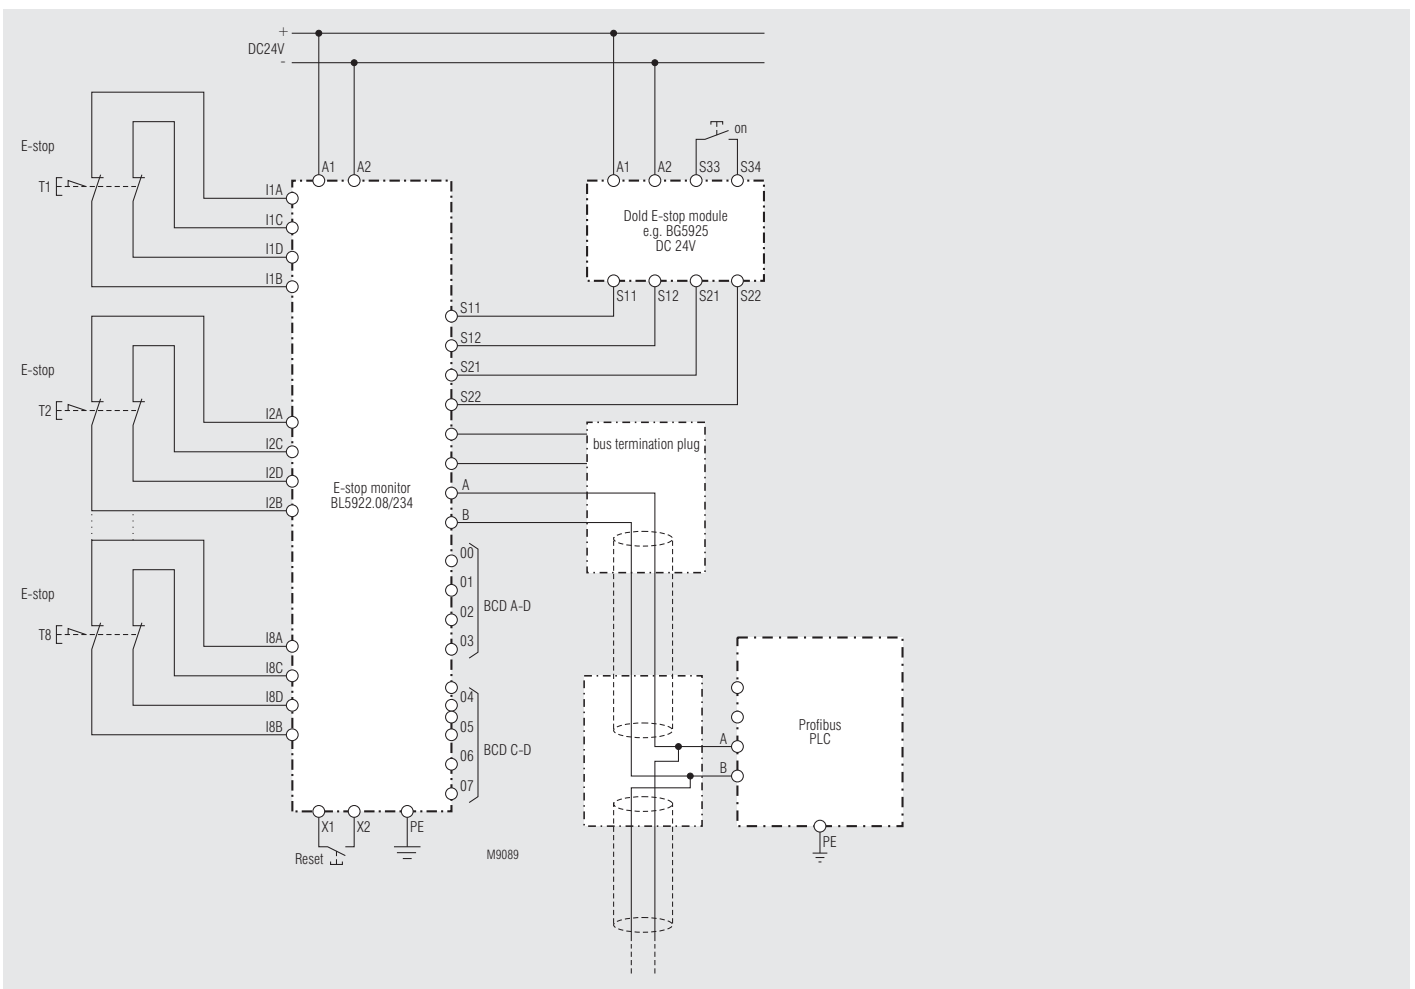 +
DC24V
-
E-stop
T1
I1A
I1C
I1D
I1B
A1
A2
E-stop
T2
I2A
I2C
I2D
I2B
E-stop
T8
I8A
I8C
I8D
I8B
E-stop monitor
BL5922.08/234
S11
S12
S21
S22
A
B
00
01
02
03
BCD A-D
04
05
06
07
BCD C-D
X1
X2
PE
Reset
M9089
on
A1
A2
S33
S34
Dold E-stop module
e.g. BG5925
DC 24V
S11
S12
S21
S22
bus termination plug
A
B
Profibus
PLC
PE